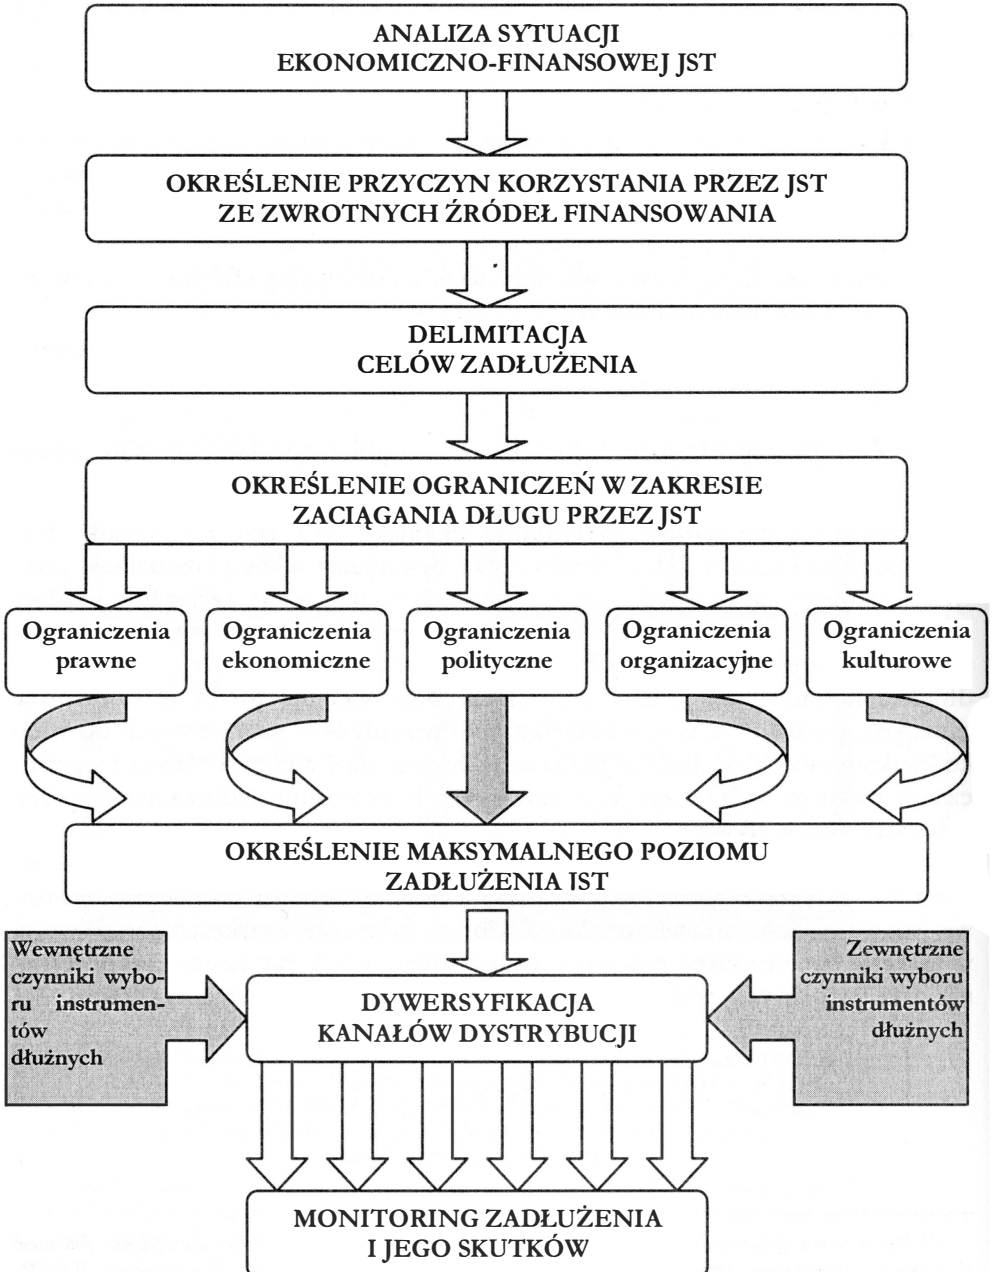 ANALIZA SYTUACJI
EKONOMICZNO-FINANSOWEJ JST
OKREŚLENIE PRZYCZYN KORZYSTANIA PRZEZ JST
ZE ZWROTNYCH ŹRÓDEŁ FINANSOWANIA
DELIMITACJA
CELÓW ZADŁUŻENIA
OKREŚLENIE OGRANICZEŃ W ZAKRESIE
ZACIĄGANIA DŁUGU PRZEZ JST
Ograniczenia
prawne
Ograniczenia
ekonomiczne
Ograniczenia
polityczne
Ograniczenia
organizacyjne
Ograniczenia
kulturowe
OKREŚLENIE MAKSYMALNEGO POZIOMU
ZADŁUŻENIA JST
Wewnętrzne
czynniki wybo-
ru instrumen-
tów
dłużnych
DYWERSYFIKACJA
KANAŁÓW DYSTRYBUCJI
Zewnętrzne
czynniki wyboru
instrumentów
dłużnych
MONITORING ZADŁUŻENIA
I JEGO SKUTKÓW